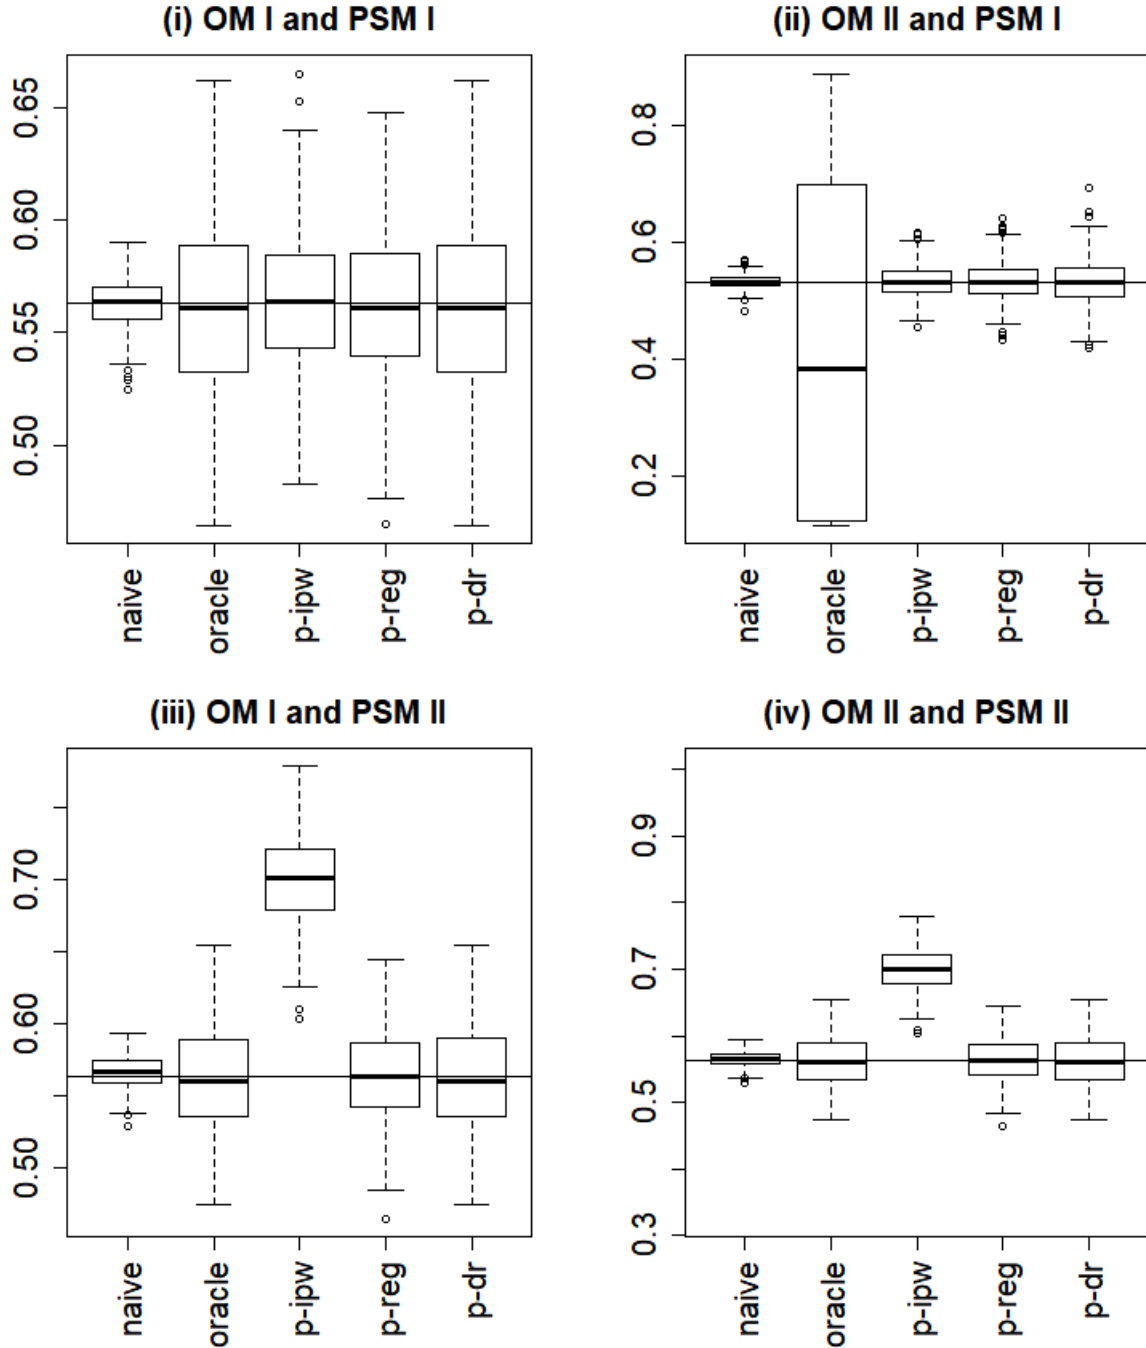 (i) OM I and PSM I
0.65
0.60
0.55
0.50
naive
oracle
p-ipw
p-reg
p-dr
(ii) OM II and PSM I
0.8
0.6
0.4
0.2
naive
oracle
p-ipw
p-reg
p-dr
(iii) OM I and PSM II
0.70
0.60
0.50
naive
oracle
p-ipw
p-reg
p-dr
(iv) OM II and PSM II
0.9
0.7
0.5
0.3
naive
oracle
p-ipw
p-reg
p-dr